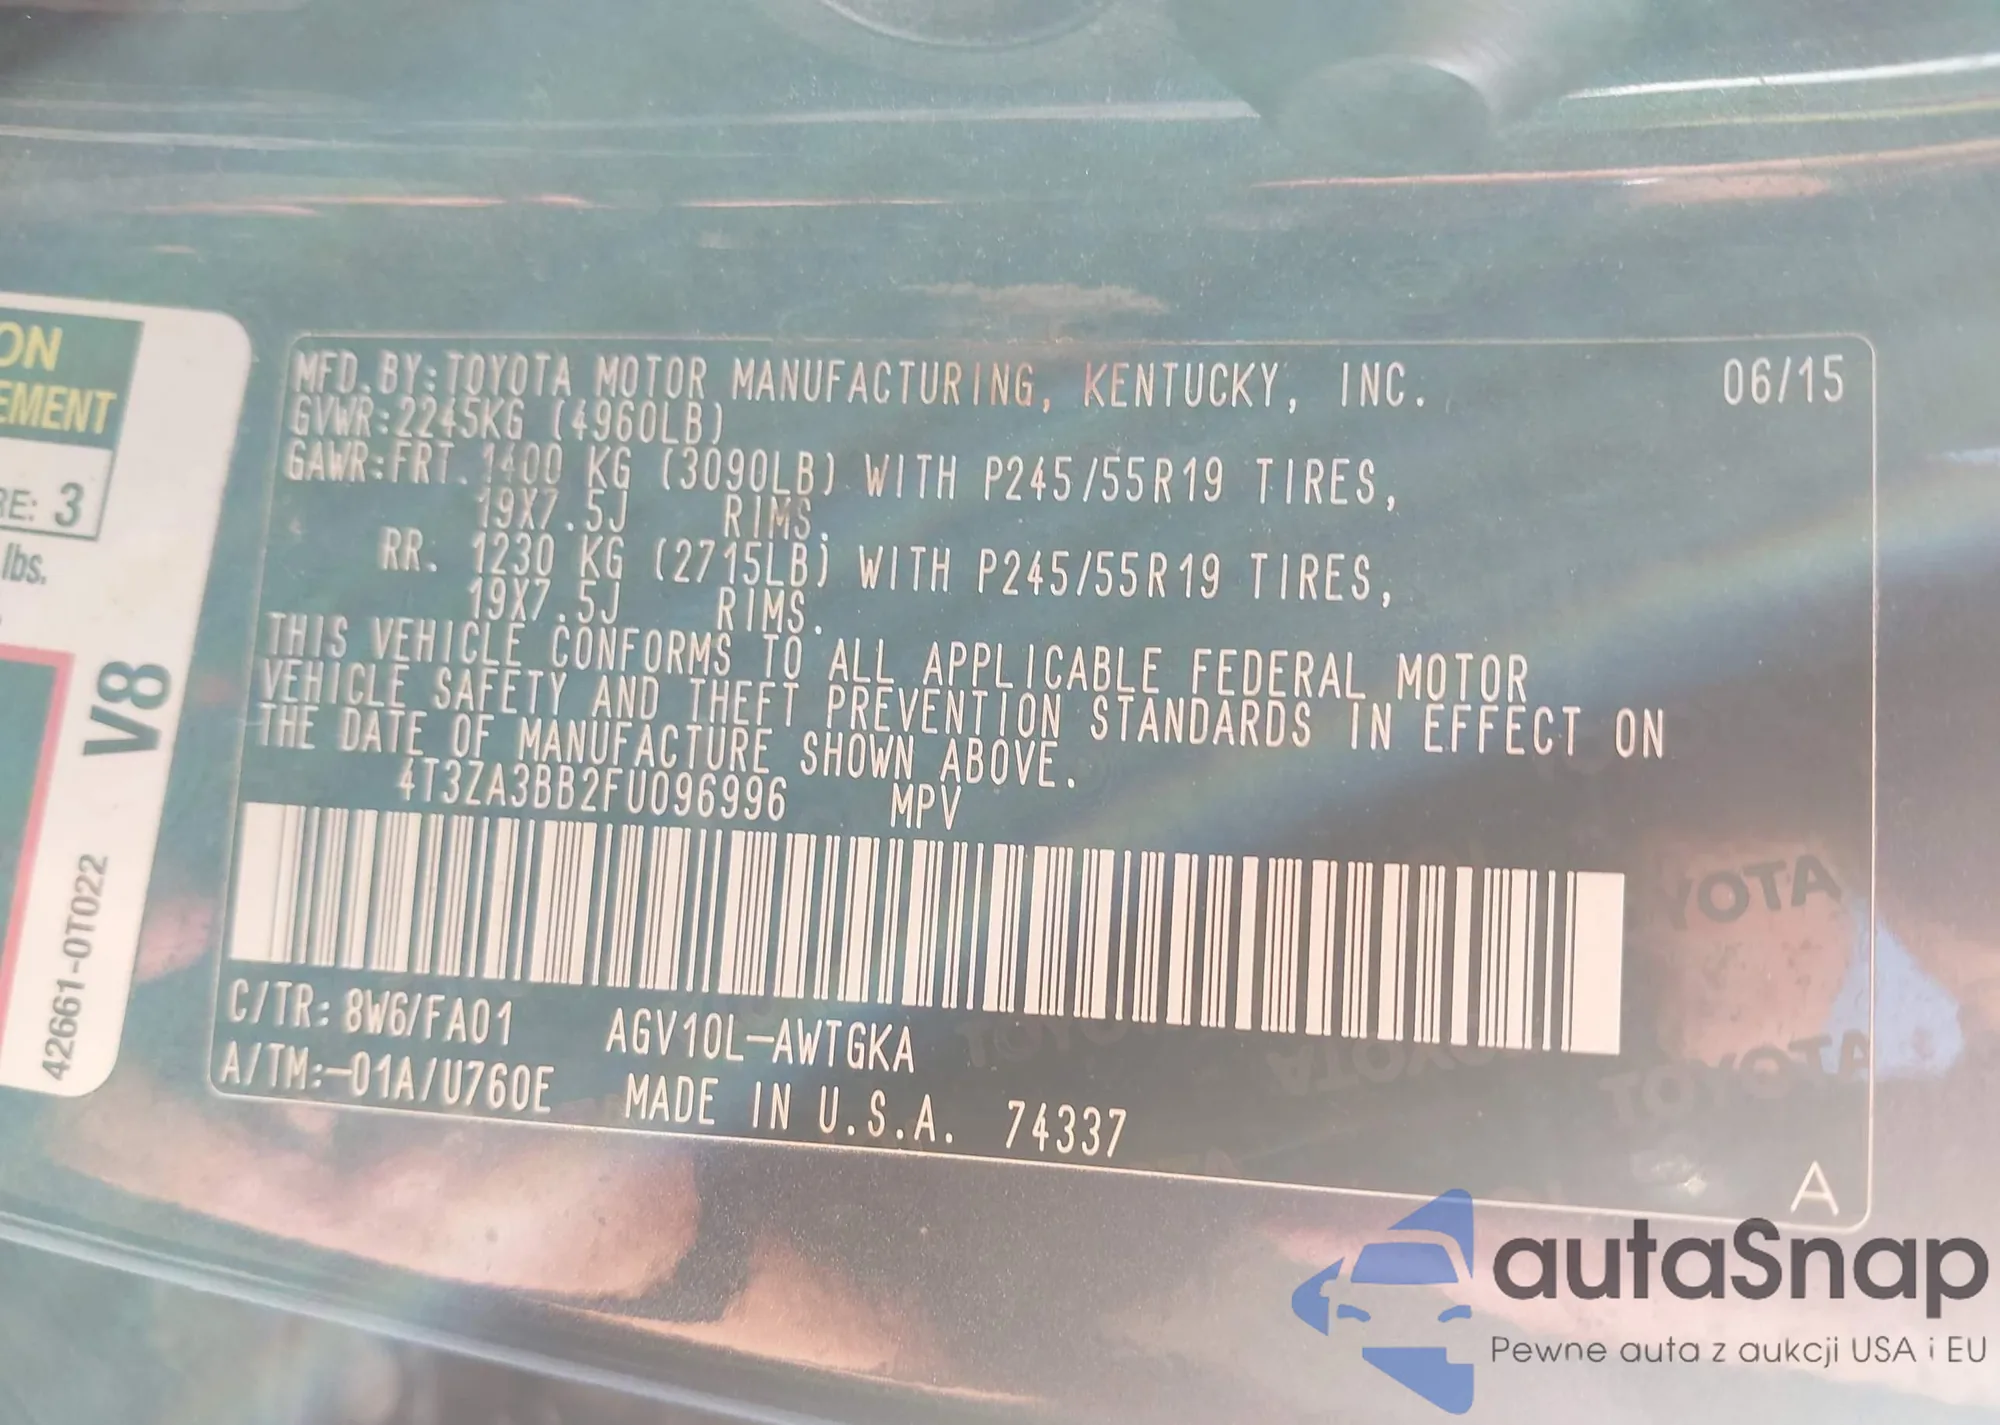 ON
EMENT
RE: 3
lbs.
V8
42661-0T022
MFD. BY: TOYOTA MOTOR MANUFACTURING, KENTUCKY, INC. 06/15
GVWR: 2245KG (4960LB)
GAWR: FRT. 1400 KG (3090LB) WITH P245/55R19 TIRES,
19X7.5J RIMS.
RR. 1230 KG (2715LB) WITH P245/55R19 TIRES,
19X7.5J RIMS.
THIS VEHICLE CONFORMS TO ALL APPLICABLE FEDERAL MOTOR
VEHICLE SAFETY AND THEFT PREVENTION STANDARDS IN EFFECT ON
THE DATE OF MANUFACTURE SHOWN ABOVE.
4T3ZA3BB2FU096996 MPV
C/TR: 8W6/FA01 AGV10L-AWTGKA
A/TM:-01A/U760E MADE IN U.S.A. 74337
A
autaSnap
Pewne auta z aukcji USA i EU